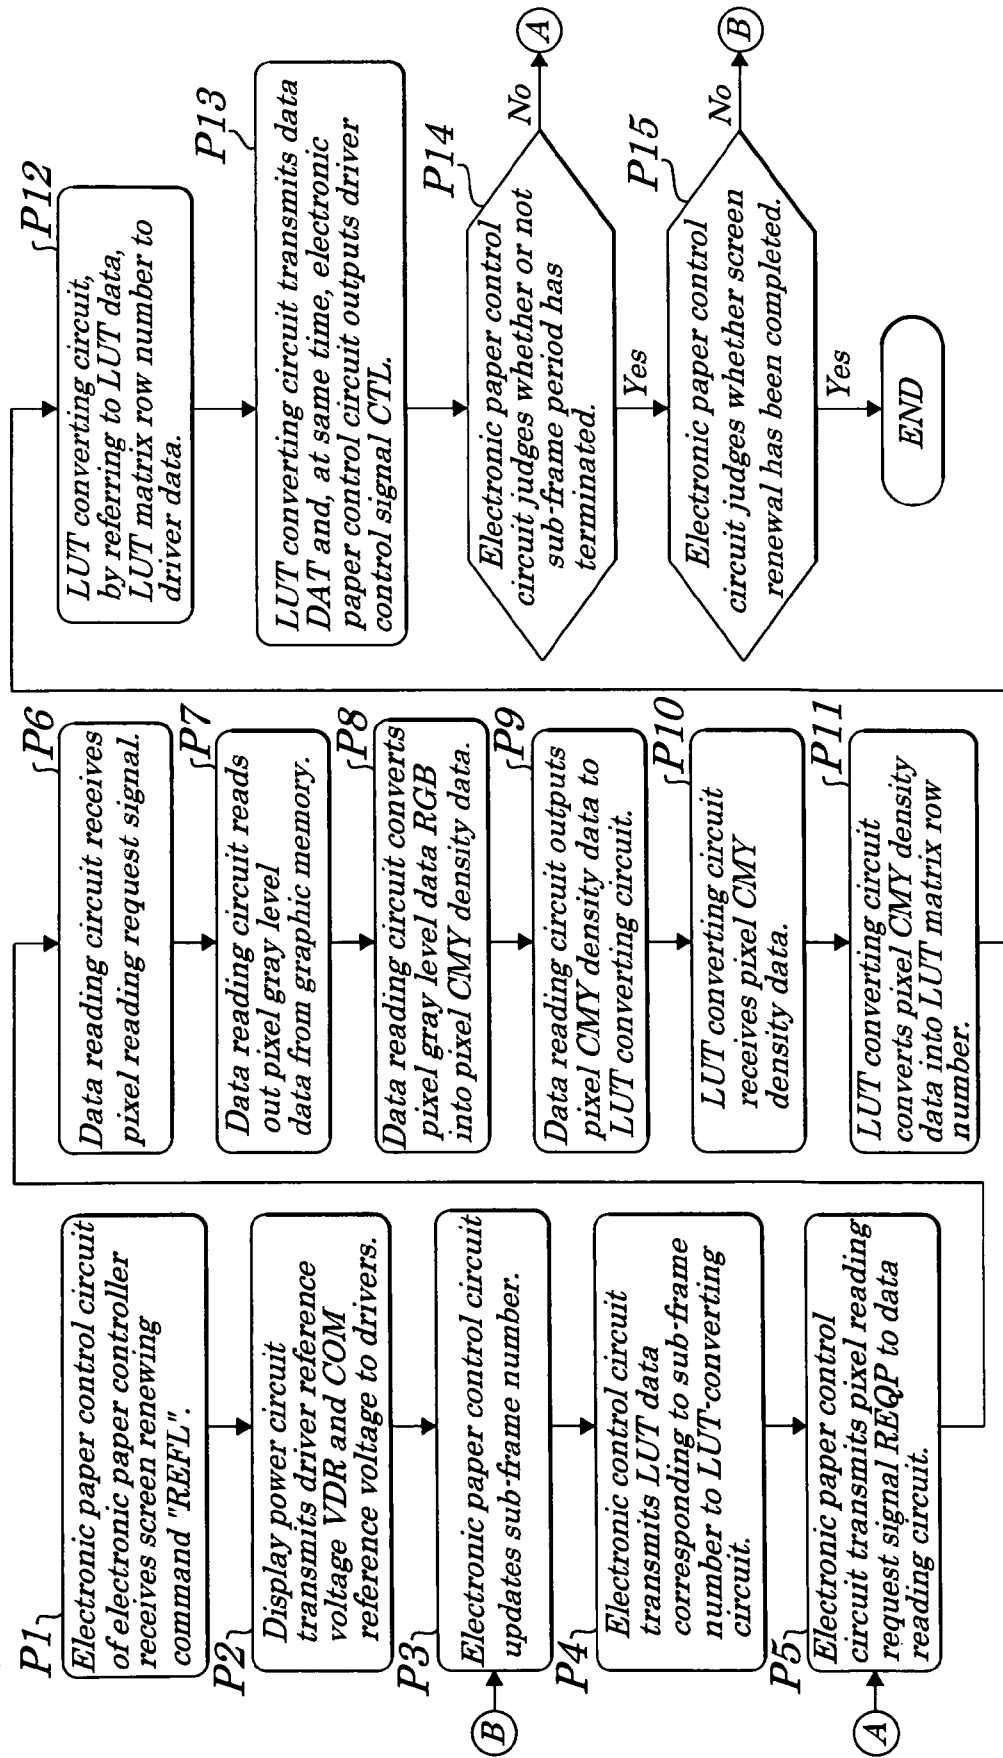 P1
Electronic paper control circuit
of electronic paper controller
receives screen renewing
command "REFL".
P2
Display power circuit
transmits driver reference
voltage VDR and COM
reference voltage to drivers.
P3
B
Electronic paper control circuit
updates sub-frame number.
P4
Electronic control circuit
transmits LUT data
corresponding to sub-frame
number to LUT-converting
circuit.
P5
A
Electronic paper control
circuit transmits pixel reading
request signal REQP to data
reading circuit.
P6
Data reading circuit receives
pixel reading request signal.
P7
Data reading circuit reads
out pixel gray level
data from graphic memory.
P8
Data reading circuit converts
pixel gray level data RGB
into pixel CMY density data.
P9
Data reading circuit outputs
pixel CMY density data to
LUT converting circuit.
P10
LUT converting circuit
receives pixel CMY
density data.
P11
LUT converting circuit
converts pixel CMY density
data into LUT matrix row
number.
P12
LUT converting circuit,
by referring to LUT data,
LUT matrix row number to
driver data.
P13
LUT converting circuit transmits data
DAT and, at same time, electronic
paper control circuit outputs driver
control signal CTL.
P14
Electronic paper control
circuit judges whether or not
sub-frame period has
terminated.
No
A
Yes
P15
Electronic paper control
circuit judges whether screen
renewal has been completed.
No
B
Yes
END